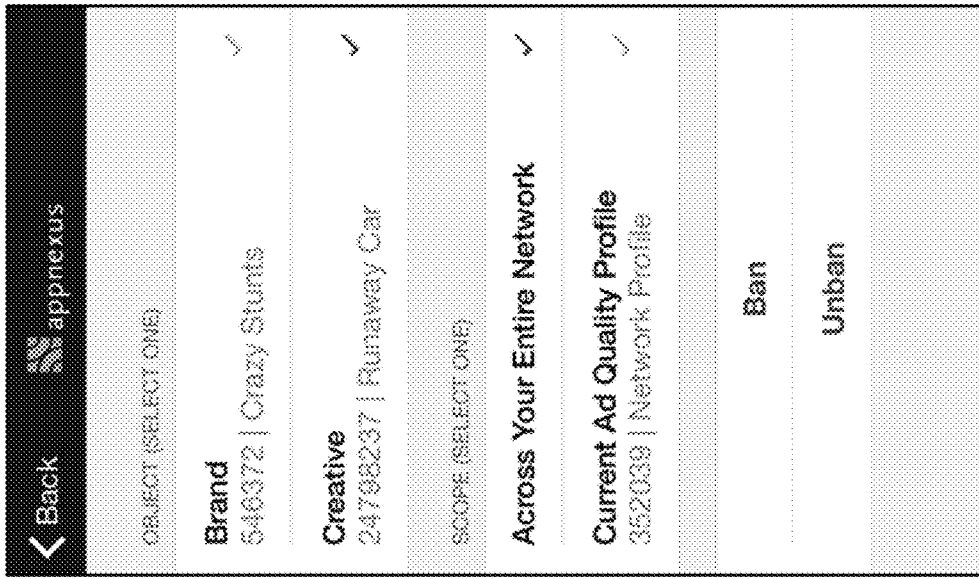 Back
appnexus
OBJECT (SELECT ONE)
Brand
546372 | Crazy Stunts
Creative
24798237 | Runaway Car
SCOPE (SELECT ONE)
Across Your Entire Network
Current Ad Quality Profile
352039 | Network Profile
Ban
Unban